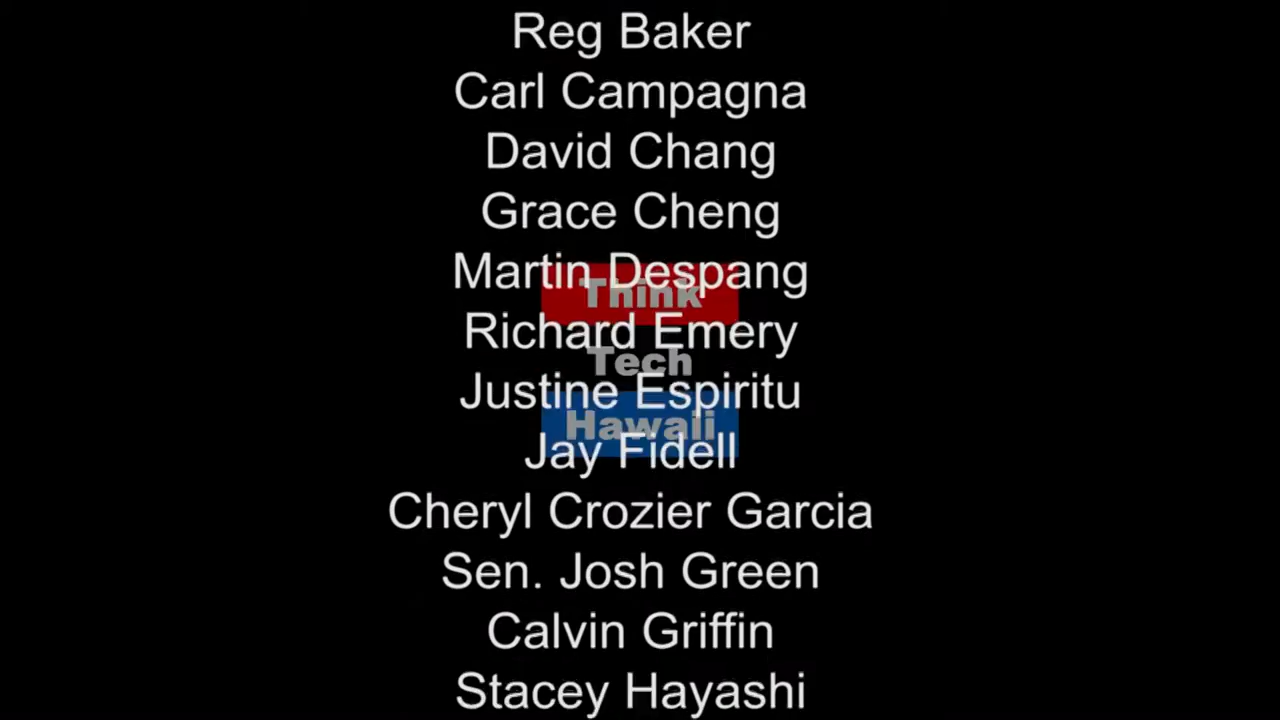 Reg Baker
Carl Campagna
David Chang
Grace Cheng
Martin Despang
Think
Richard Emery
Tech
Justine Espiritu
Hawaii
Jay Fidell
Cheryl Crozier Garcia
Sen. Josh Green
Calvin Griffin
Stacey Hayashi